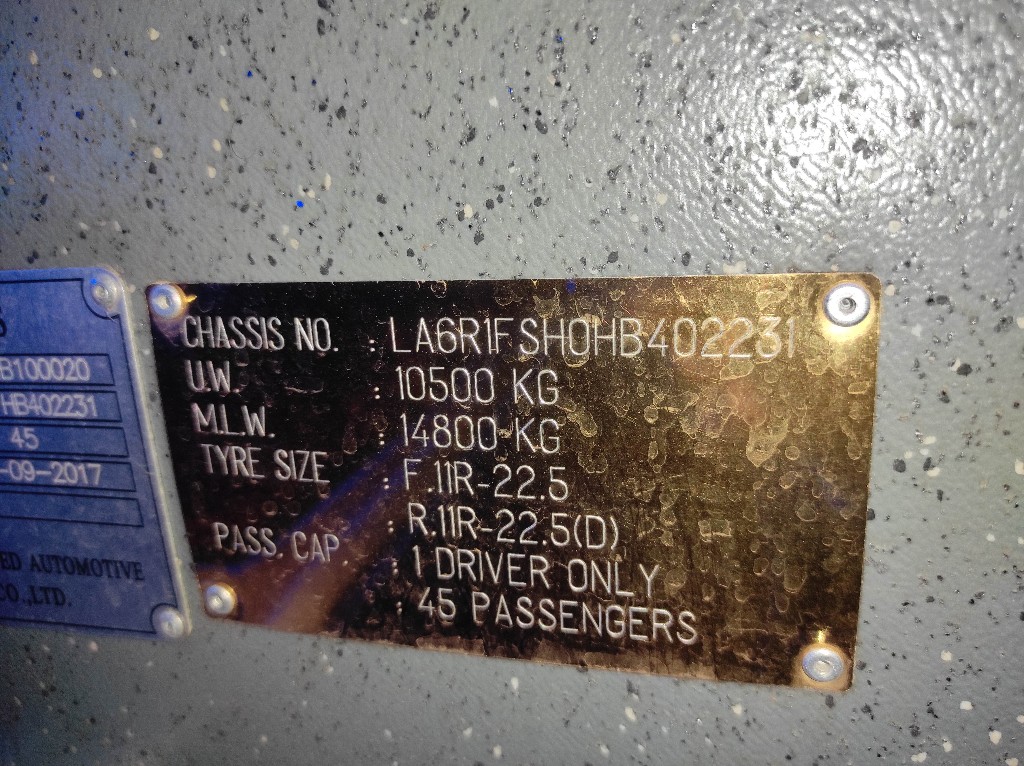 B100020
HB402231
45
-09-2017
ED AUTOMOTIVE
CO.,LTD.
CHASSIS NO. : LA6R1FSH0HB402231
U.W. : 10500 KG
M.L.W. : 14800 KG
TYRE SIZE : F.11R-22.5
: R.11R-22.5(D)
PASS. CAP. : 1 DRIVER ONLY
: 45 PASSENGERS